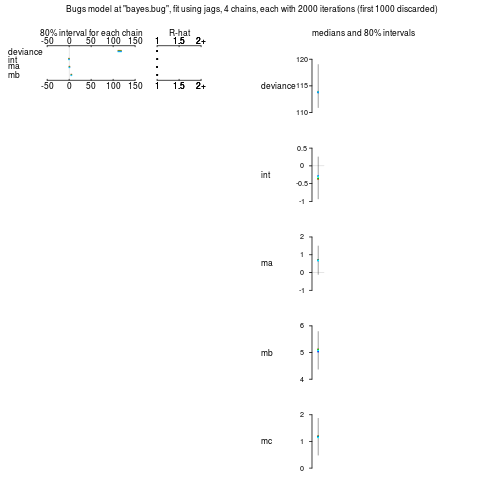 Bugs model at "bayes.bug", fit using jags, 4 chains, each with 2000 iterations (first 1000 discarded)
80% interval for each chain R-hat
-50 0 50 100 150 1 1.5 2+
deviance
int
ma
mb
-50 0 50 100 150 1 1.5 2+
medians and 80% intervals
120
deviance 115
110
0.5
0
int
-0.5
-1
2
1
ma
0
-1
6
mb 5
4
2
mc 1
0